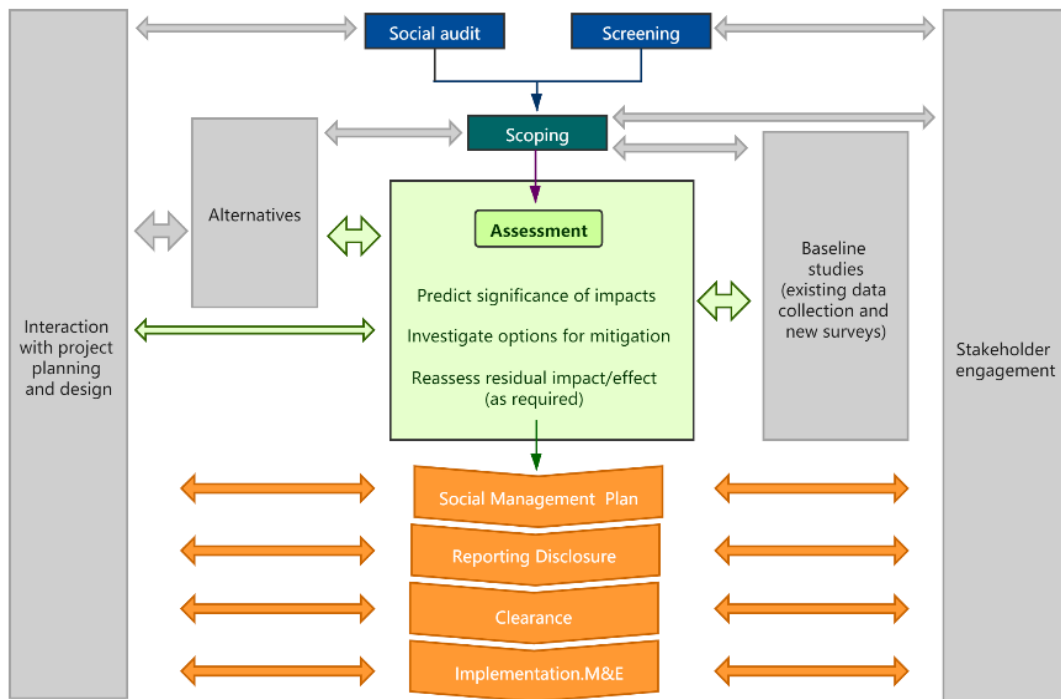 Social audit
Screening
Scoping
Alternatives
Assessment
Predict significance of impacts
Investigate options for mitigation
Reassess residual impact/effect
(as required)
Baseline
studies
(existing data
collection and
new surveys)
Interaction
with project
planning
and design
Stakeholder
engagement
Social Management Plan
Reporting Disclosure
Clearance
Implementation.M&E